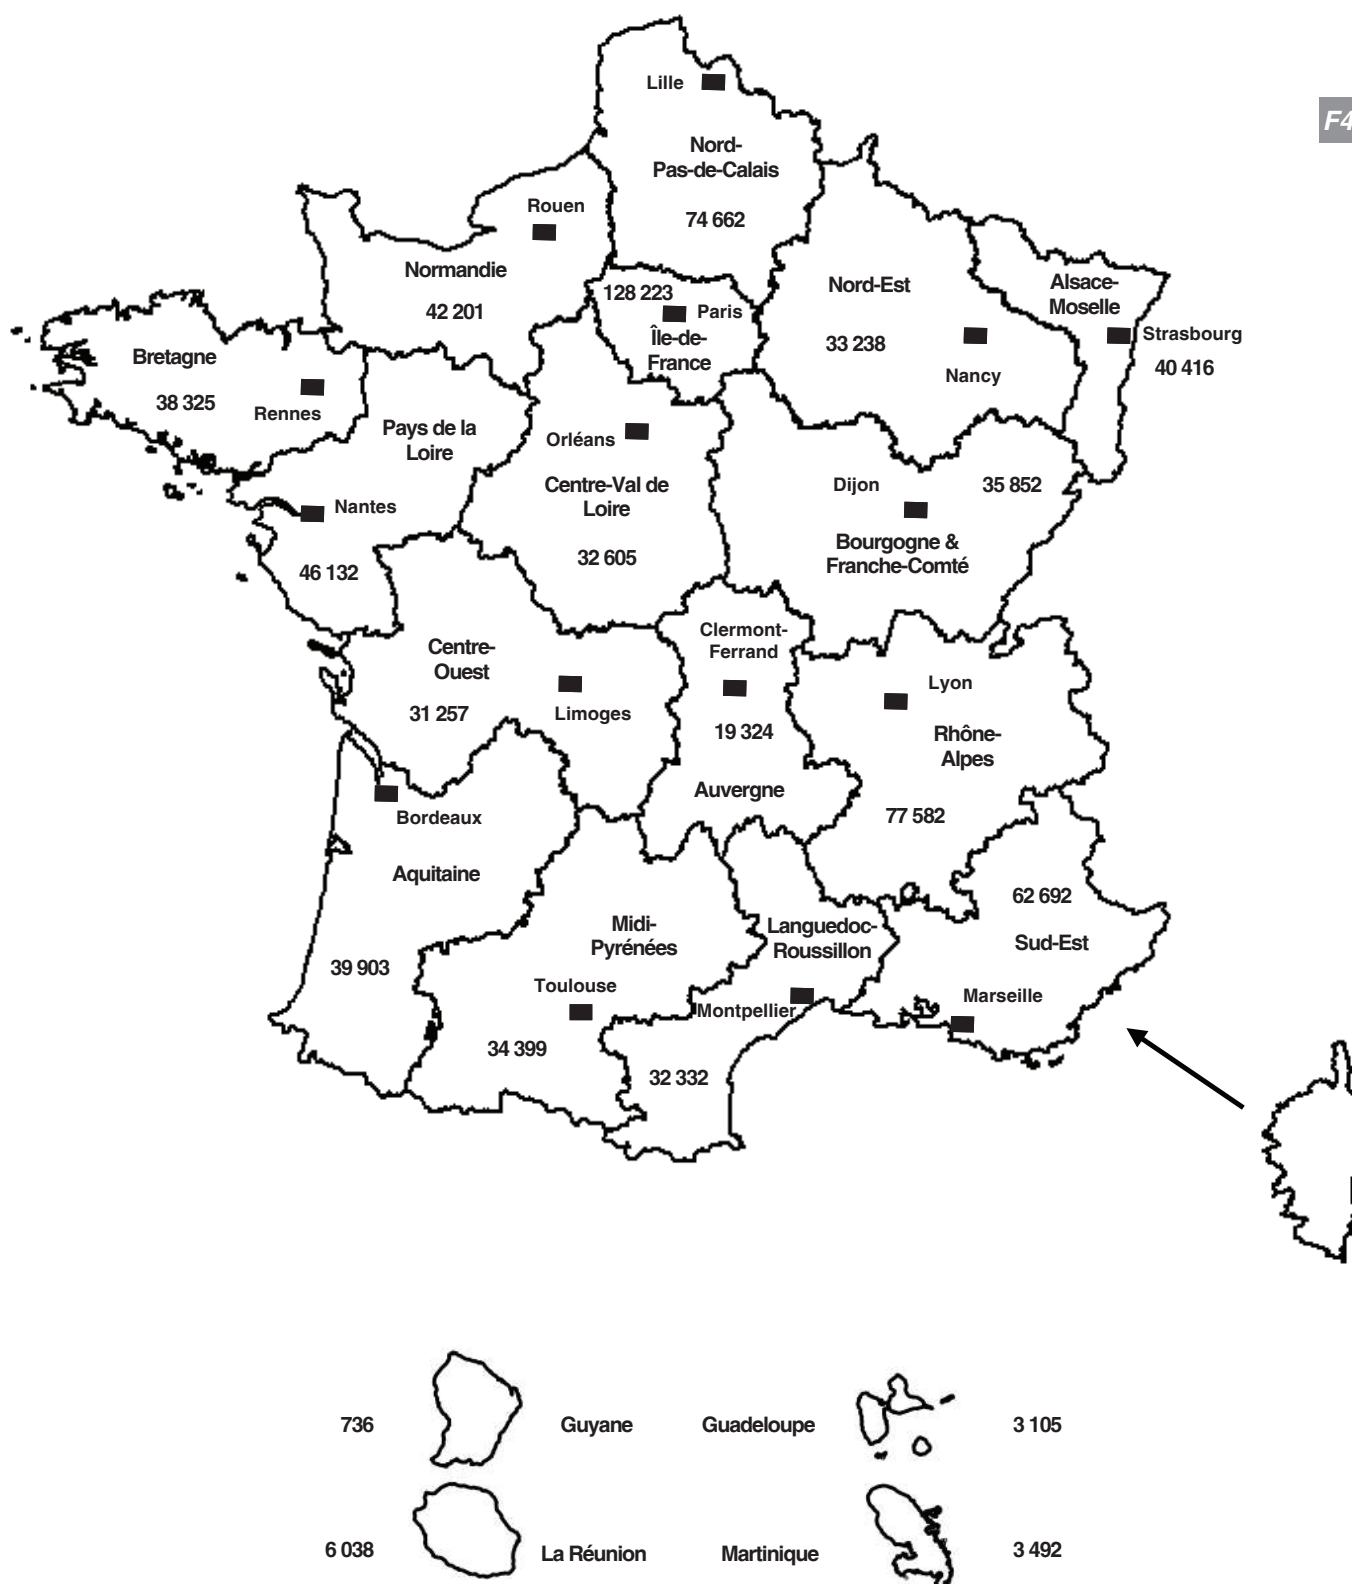 Lille
F4
Nord-
Pas-de-Calais
74 662
Rouen
Normandie
42 201
128 223
Paris
Île-de-
France
Nord-Est
33 238
Nancy
Alsace-
Moselle
Strasbourg
40 416
Bretagne
38 325
Rennes
Pays de la
Loire
Nantes
46 132
Orléans
Centre-Val de
Loire
32 605
Dijon
35 852
Bourgogne &
Franche-Comté
Centre-
Ouest
31 257
Limoges
Clermont-
Ferrand
19 324
Auvergne
Lyon
Rhône-
Alpes
77 582
Bordeaux
Aquitaine
39 903
Midi-
Pyrénées
Toulouse
34 399
Languedoc-
Roussillon
Montpellier
32 332
62 692
Sud-Est
Marseille
736
Guyane
Guadeloupe
3 105
6 038
La Réunion
Martinique
3 492